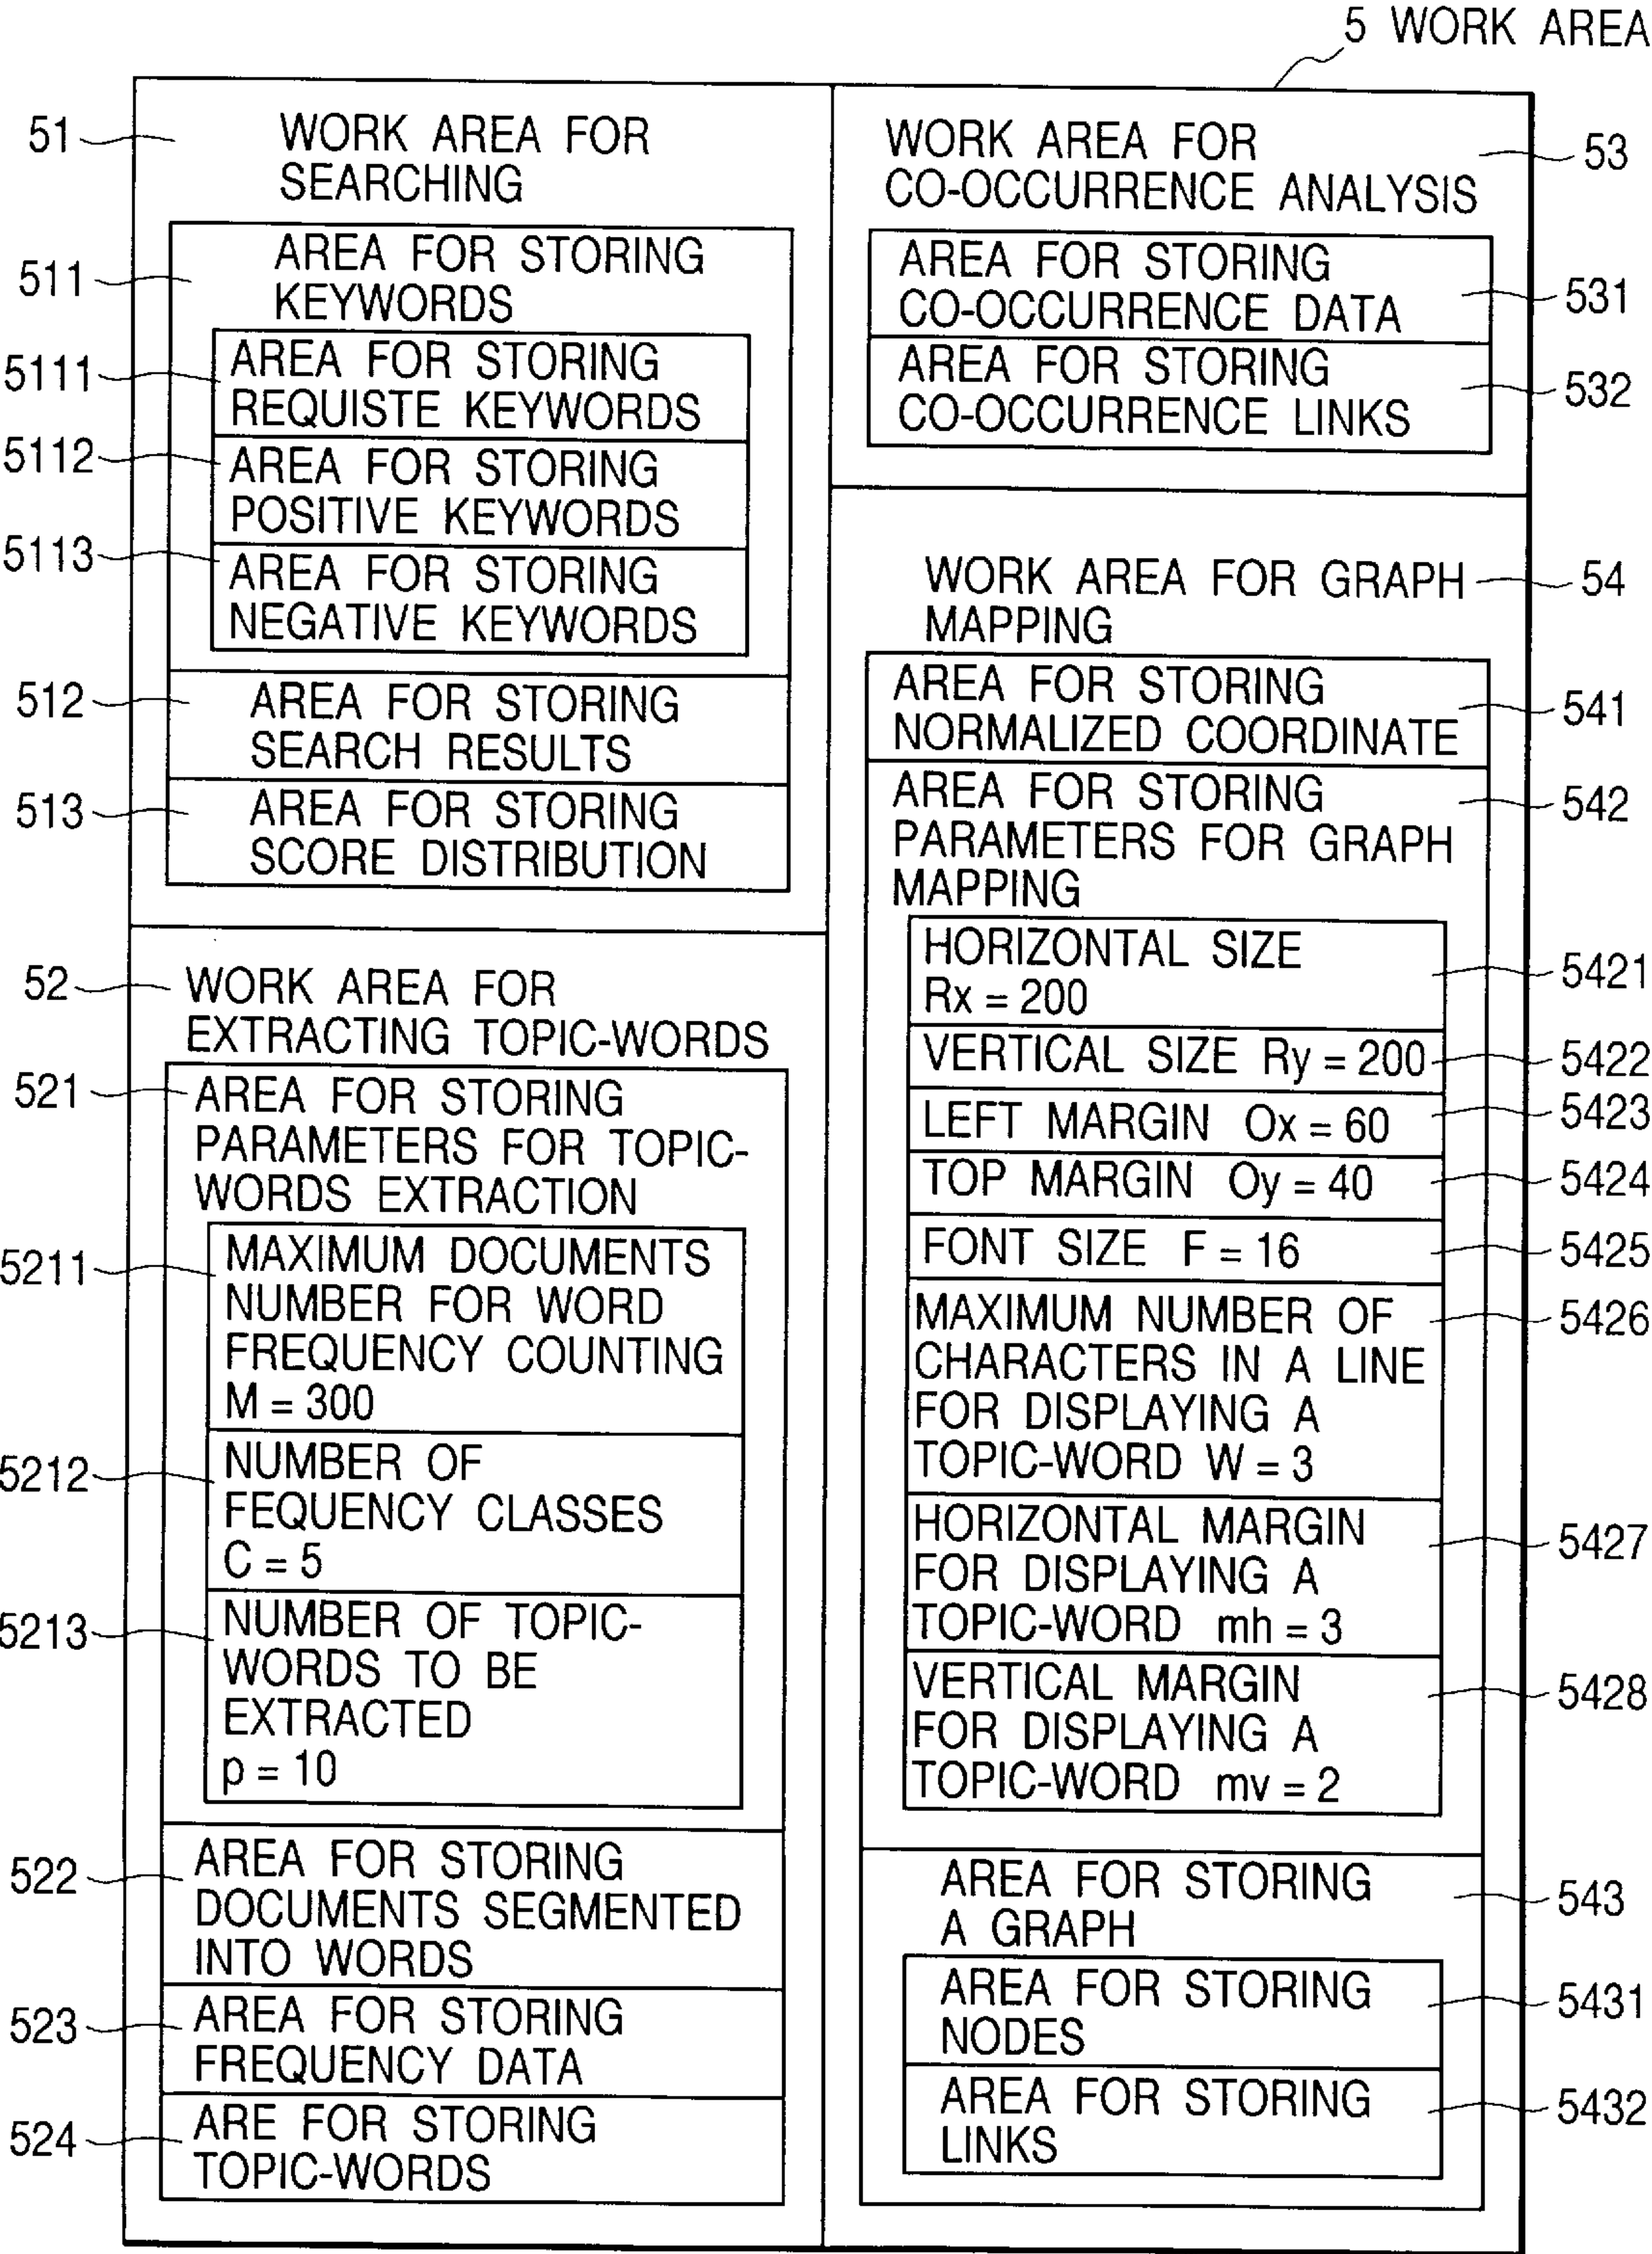 5 WORK AREA
51
WORK AREA FOR
SEARCHING
511
AREA FOR STORING
KEYWORDS
5111
AREA FOR STORING
REQUISTE KEYWORDS
5112
AREA FOR STORING
POSITIVE KEYWORDS
5113
AREA FOR STORING
NEGATIVE KEYWORDS
512
AREA FOR STORING
SEARCH RESULTS
513
AREA FOR STORING
SCORE DISTRIBUTION
52
WORK AREA FOR
EXTRACTING TOPIC-WORDS
521
AREA FOR STORING
PARAMETERS FOR TOPIC-
WORDS EXTRACTION
5211
MAXIMUM DOCUMENTS
NUMBER FOR WORD
FREQUENCY COUNTING
M = 300
5212
NUMBER OF
FEQUENCY CLASSES
C = 5
5213
NUMBER OF TOPIC-
WORDS TO BE
EXTRACTED
p = 10
522
AREA FOR STORING
DOCUMENTS SEGMENTED
INTO WORDS
523
AREA FOR STORING
FREQUENCY DATA
524
ARE FOR STORING
TOPIC-WORDS
WORK AREA FOR
CO-OCCURRENCE ANALYSIS
53
AREA FOR STORING
CO-OCCURRENCE DATA
531
AREA FOR STORING
CO-OCCURRENCE LINKS
532
WORK AREA FOR GRAPH
MAPPING
54
AREA FOR STORING
NORMALIZED COORDINATE
541
AREA FOR STORING
PARAMETERS FOR GRAPH
MAPPING
542
HORIZONTAL SIZE
Rx = 200
5421
VERTICAL SIZE Ry = 200
5422
LEFT MARGIN Ox = 60
5423
TOP MARGIN Oy = 40
5424
FONT SIZE F = 16
5425
MAXIMUM NUMBER OF
CHARACTERS IN A LINE
FOR DISPLAYING A
TOPIC-WORD W = 3
5426
HORIZONTAL MARGIN
FOR DISPLAYING A
TOPIC-WORD mh = 3
5427
VERTICAL MARGIN
FOR DISPLAYING A
TOPIC-WORD mv = 2
5428
AREA FOR STORING
A GRAPH
543
AREA FOR STORING
NODES
5431
AREA FOR STORING
LINKS
5432